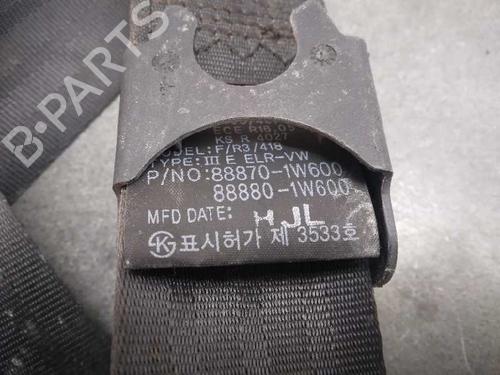 B-PARTS
ECE R16.05
KS R 4027
MODEL: F/R3/418
TYPE: III E ELR-VW
P/NO: 88870-1W600
88880-1W600
MFD DATE: HJL
표시허가 제 3533호